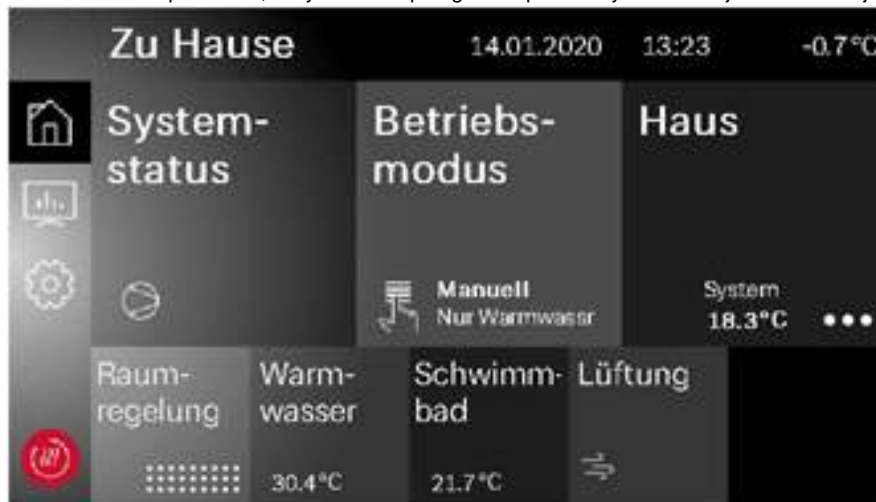 Zu Hause 14.01.2020 13:23 -0.7°C
System-
status
Betriebs-
modus
Haus
Manuell
Nur Warmwassr
System
18.3°C
Raum-
regelung
Warm-
wasser
30.4°C
Schwimm-
bad
21.7°C
Lüftung